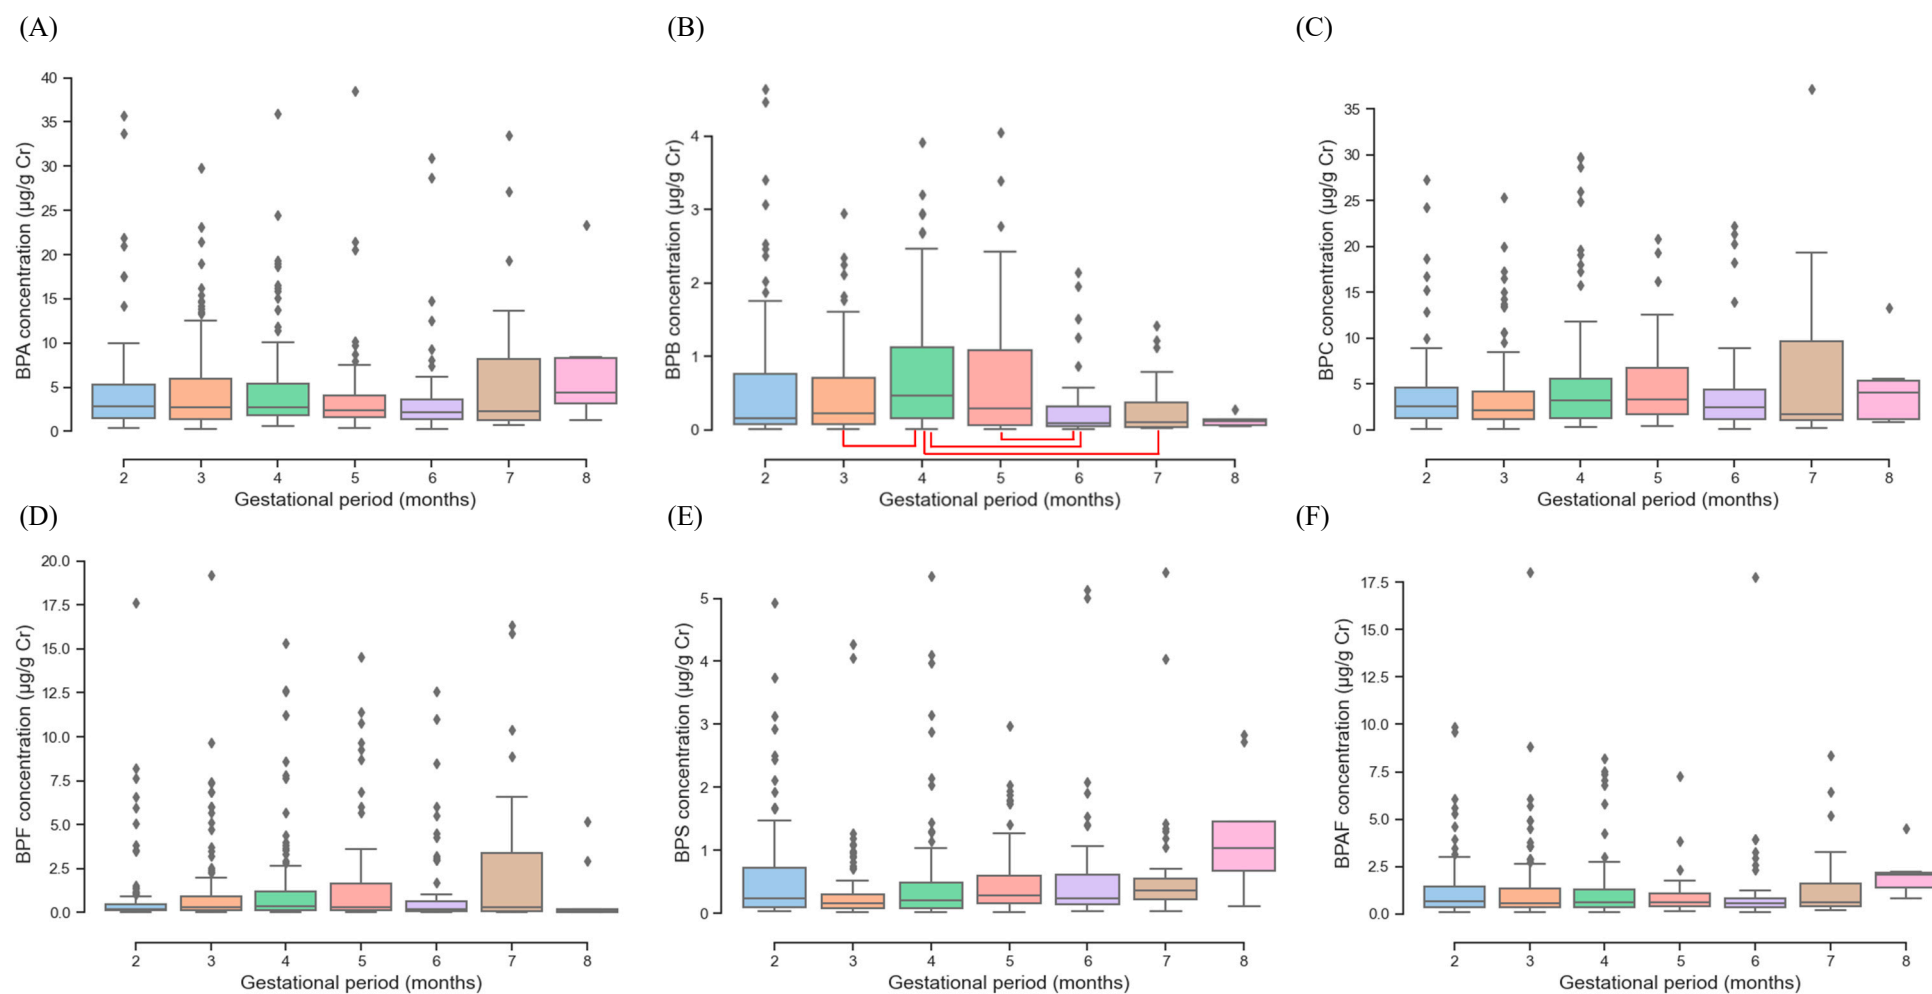 (A)
(B)
(C)
BPA concentration (µg/g Cr)
40
35
30
25
20
15
10
5
0
2 3 4 5 6 7 8
Gestational period (months)
BPB concentration (µg/g Cr)
4
3
2
1
0
2 3 4 5 6 7 8
Gestational period (months)
BPC concentration (µg/g Cr)
35
30
25
20
15
10
5
0
2 3 4 5 6 7 8
Gestational period (months)
(D)
(E)
(F)
BPF concentration (µg/g Cr)
20.0
17.5
15.0
12.5
10.0
7.5
5.0
2.5
0.0
2 3 4 5 6 7 8
Gestational period (months)
BPS concentration (µg/g Cr)
5
4
3
2
1
0
2 3 4 5 6 7 8
Gestational period (months)
BPAF concentration (µg/g Cr)
17.5
15.0
12.5
10.0
7.5
5.0
2.5
0.0
2 3 4 5 6 7 8
Gestational period (months)